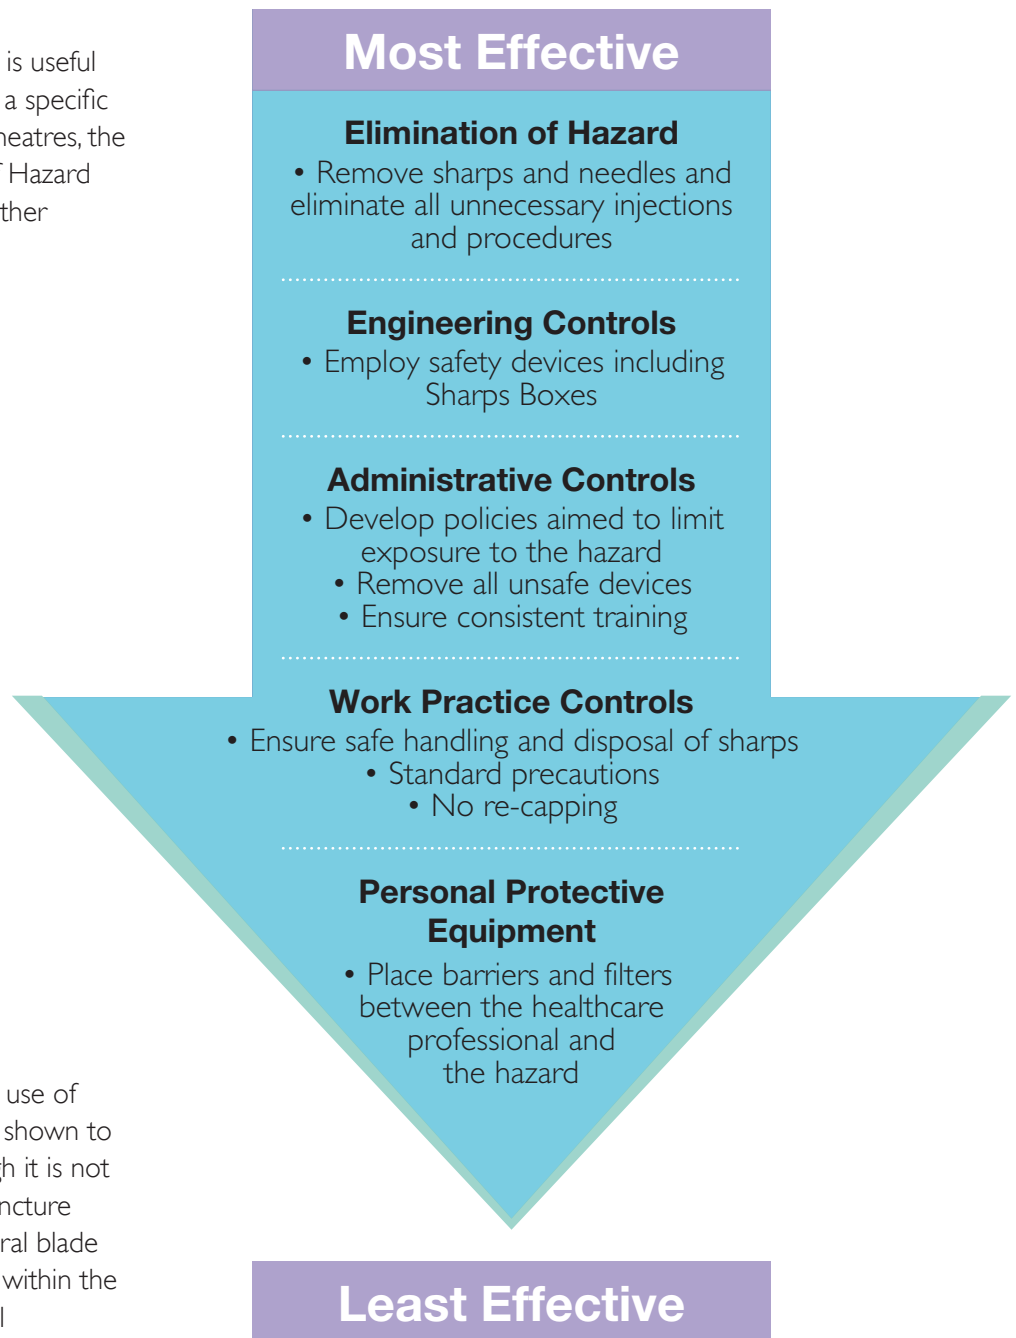 is useful
a specific
heatres, the
f Hazard
ther
Most Effective
Elimination of Hazard
• Remove sharps and needles and
eliminate all unnecessary injections
and procedures
Engineering Controls
• Employ safety devices including
Sharps Boxes
Administrative Controls
• Develop policies aimed to limit
exposure to the hazard
• Remove all unsafe devices
• Ensure consistent training
Work Practice Controls
• Ensure safe handling and disposal of sharps
• Standard precautions
• No re-capping
Personal Protective
Equipment
• Place barriers and filters
between the healthcare
professional and
the hazard
use of
shown to
gh it is not
ncture
ral blade
within the
l
Least Effective